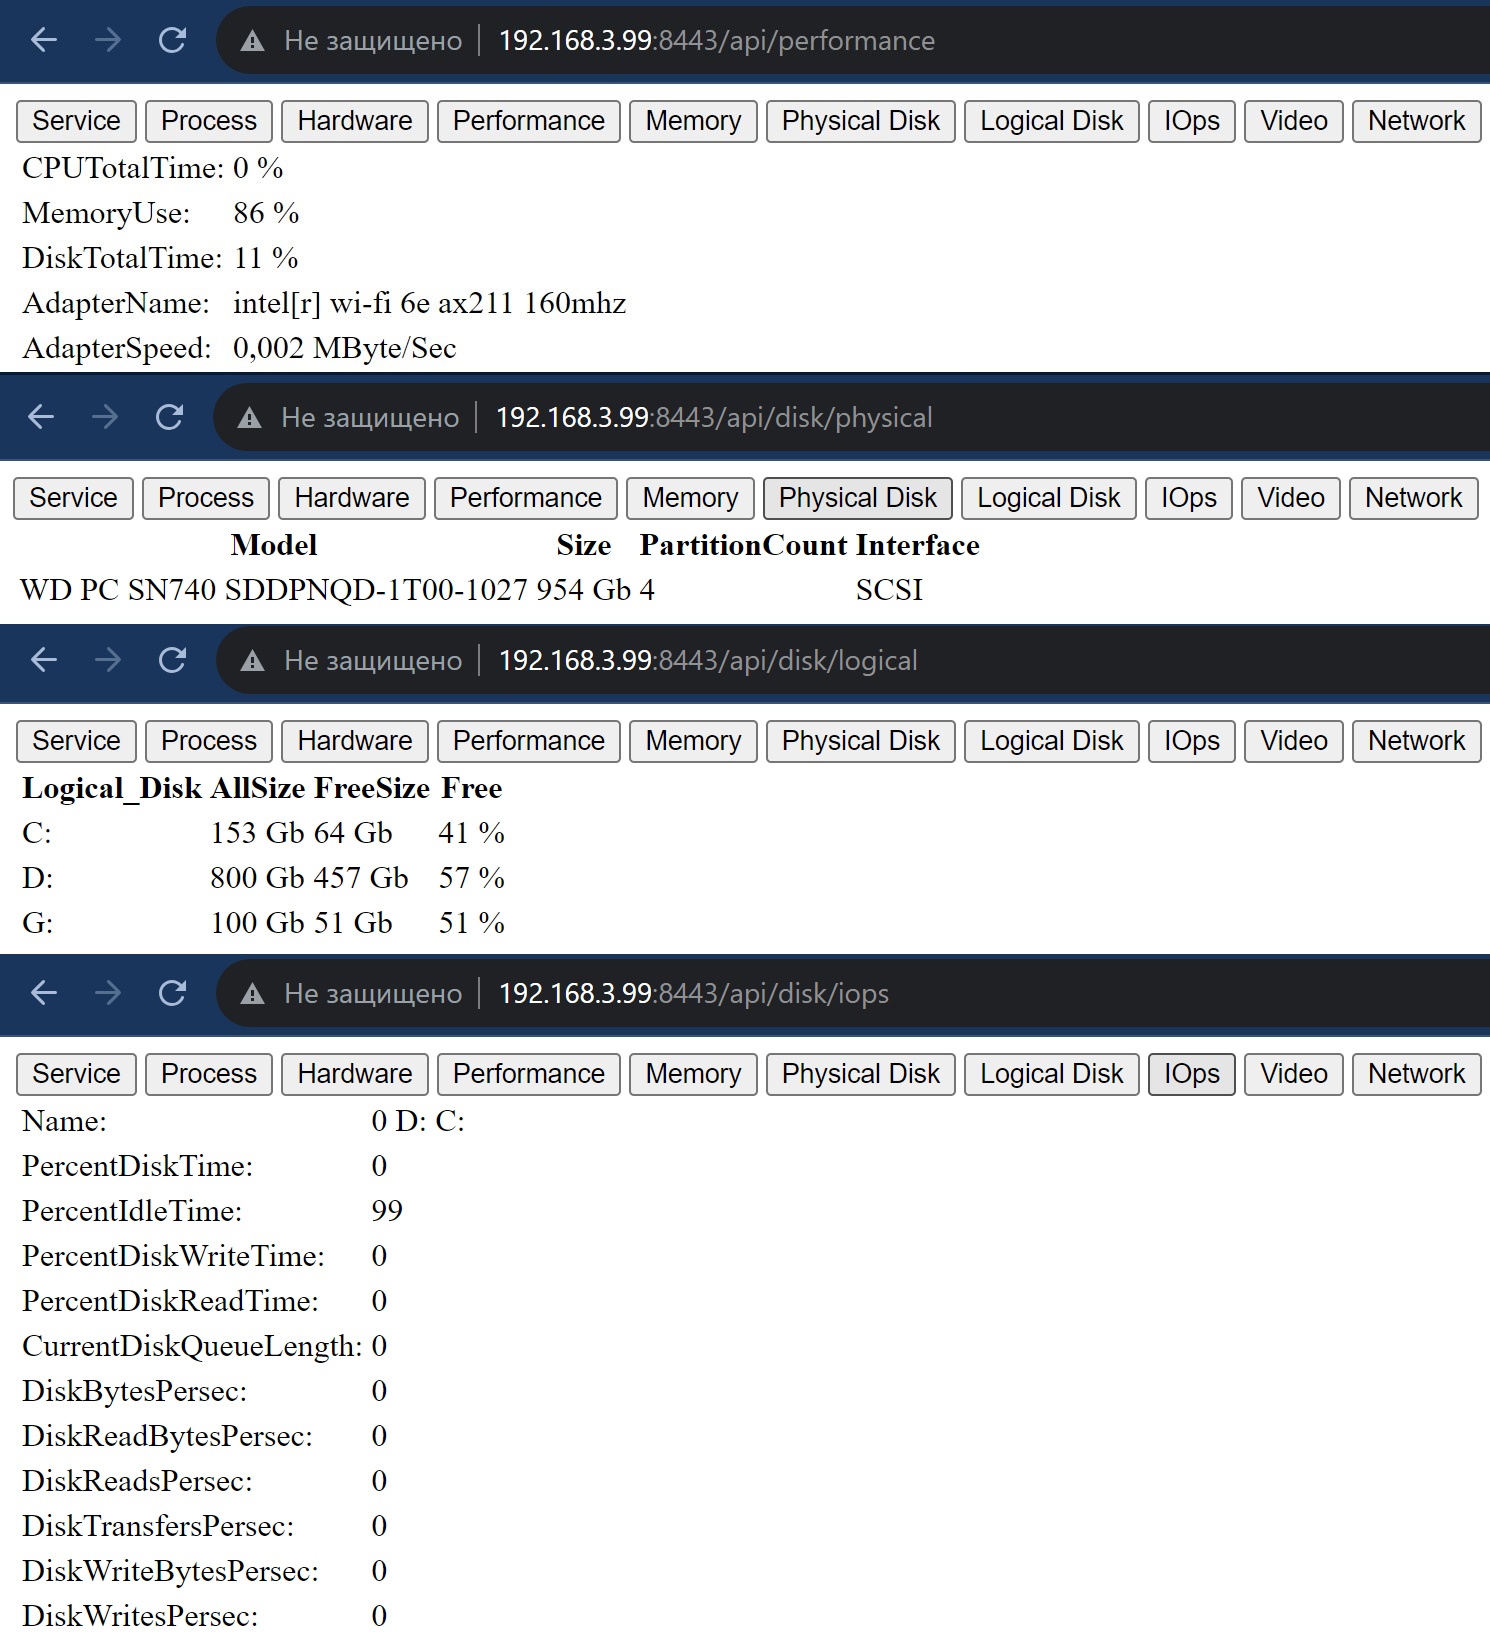 Не защищено 192.168.3.99:8443/api/performance
Service Process Hardware Performance Memory Physical Disk Logical Disk IOps Video Network
CPUTotalTime: 0 %
MemoryUse: 86 %
DiskTotalTime: 11 %
AdapterName: intel[r] wi-fi 6e ax211 160mhz
AdapterSpeed: 0,002 MByte/Sec
Не защищено 192.168.3.99:8443/api/disk/physical
Service Process Hardware Performance Memory Physical Disk Logical Disk IOps Video Network
Model Size PartitionCount Interface
WD PC SN740 SDDPNQD-1T00-1027 954 Gb 4 SCSI
Не защищено 192.168.3.99:8443/api/disk/logical
Service Process Hardware Performance Memory Physical Disk Logical Disk IOps Video Network
Logical_Disk AllSize FreeSize Free
C: 153 Gb 64 Gb 41 %
D: 800 Gb 457 Gb 57 %
G: 100 Gb 51 Gb 51 %
Не защищено 192.168.3.99:8443/api/disk/iops
Service Process Hardware Performance Memory Physical Disk Logical Disk IOps Video Network
Name: 0 D: C:
PercentDiskTime: 0
PercentIdleTime: 99
PercentDiskWriteTime: 0
PercentDiskReadTime: 0
CurrentDiskQueueLength: 0
DiskBytesPersec: 0
DiskReadBytesPersec: 0
DiskReadsPersec: 0
DiskTransfersPersec: 0
DiskWriteBytesPersec: 0
DiskWritesPersec: 0